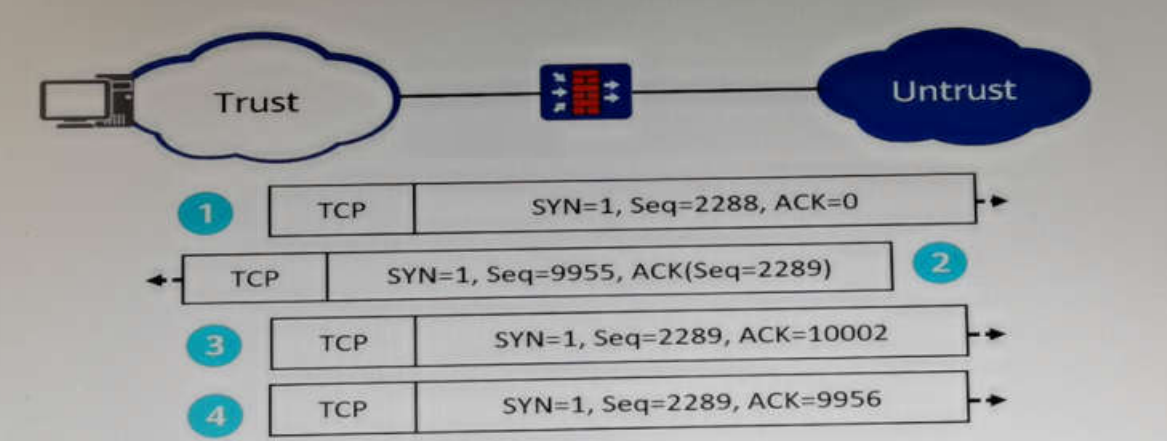 Trust
Untrust
1 TCP SYN=1, Seq=2288, ACK=0
TCP SYN=1, Seq=9955, ACK(Seq=2289) 2
3 TCP SYN=1, Seq=2289, ACK=10002
4 TCP SYN=1, Seq=2289, ACK=9956